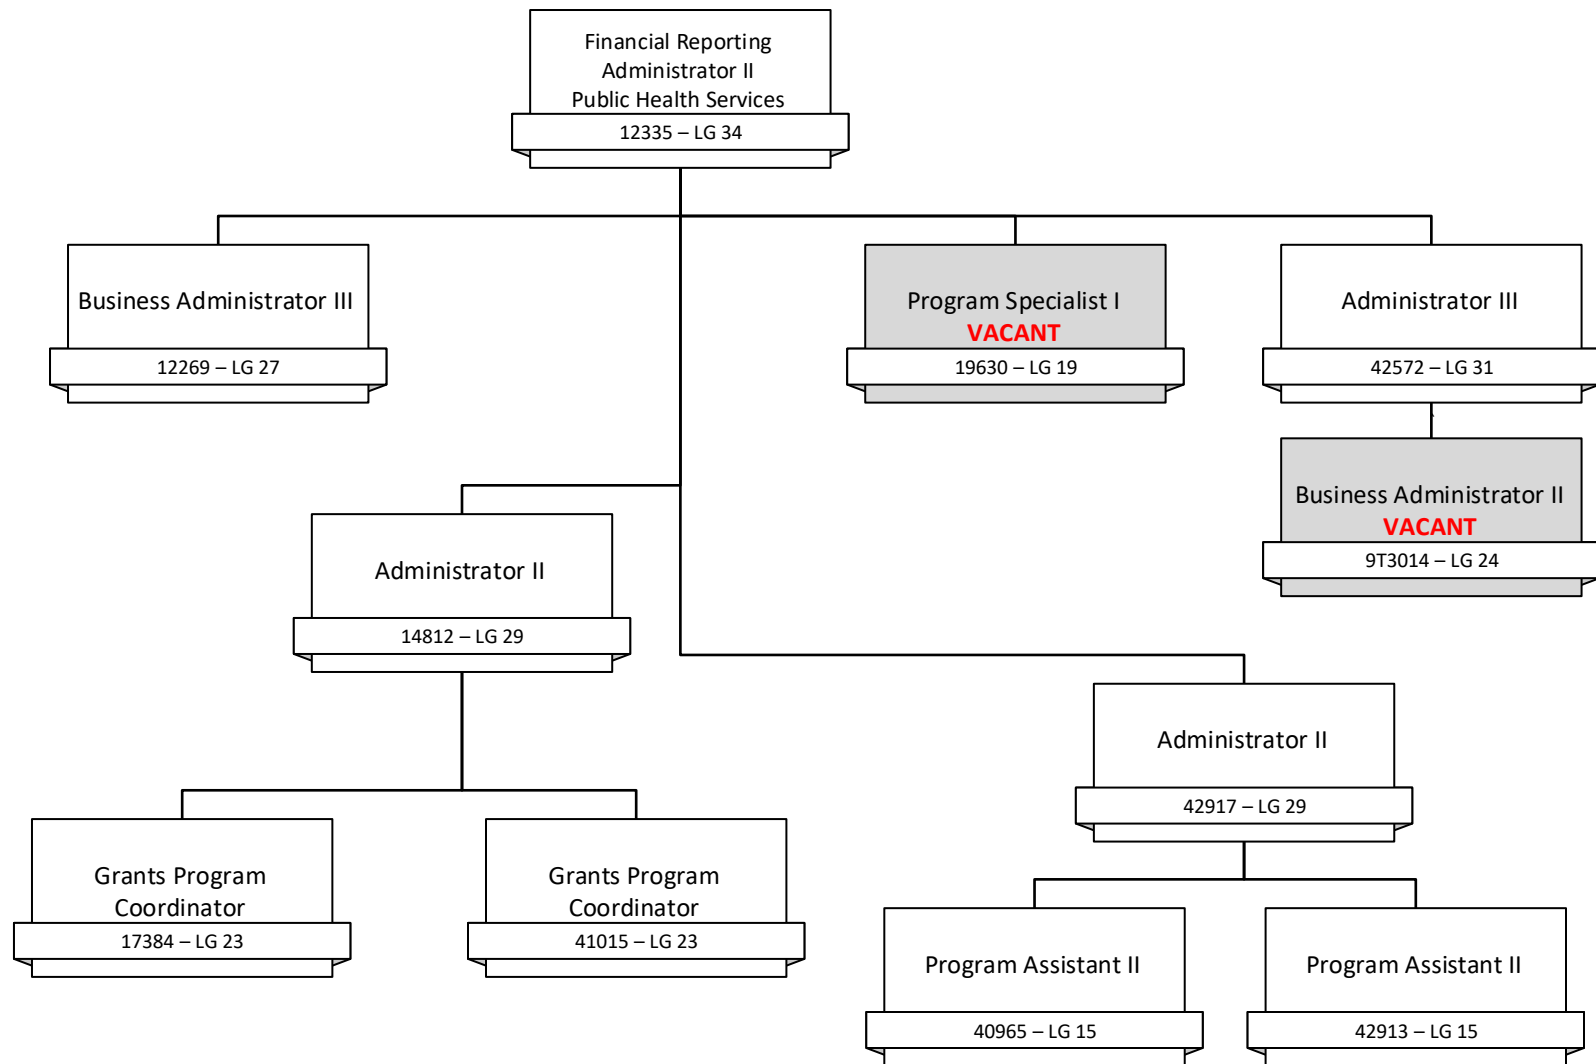 Financial Reporting
Administrator II
Public Health Services
12335 – LG 34
Business Administrator III
12269 – LG 27
Program Specialist I
VACANT
19630 – LG 19
Administrator III
42572 – LG 31
Business Administrator II
VACANT
9T3014 – LG 24
Administrator II
14812 – LG 29
Administrator II
42917 – LG 29
Grants Program
Coordinator
17384 – LG 23
Grants Program
Coordinator
41015 – LG 23
Program Assistant II
40965 – LG 15
Program Assistant II
42913 – LG 15